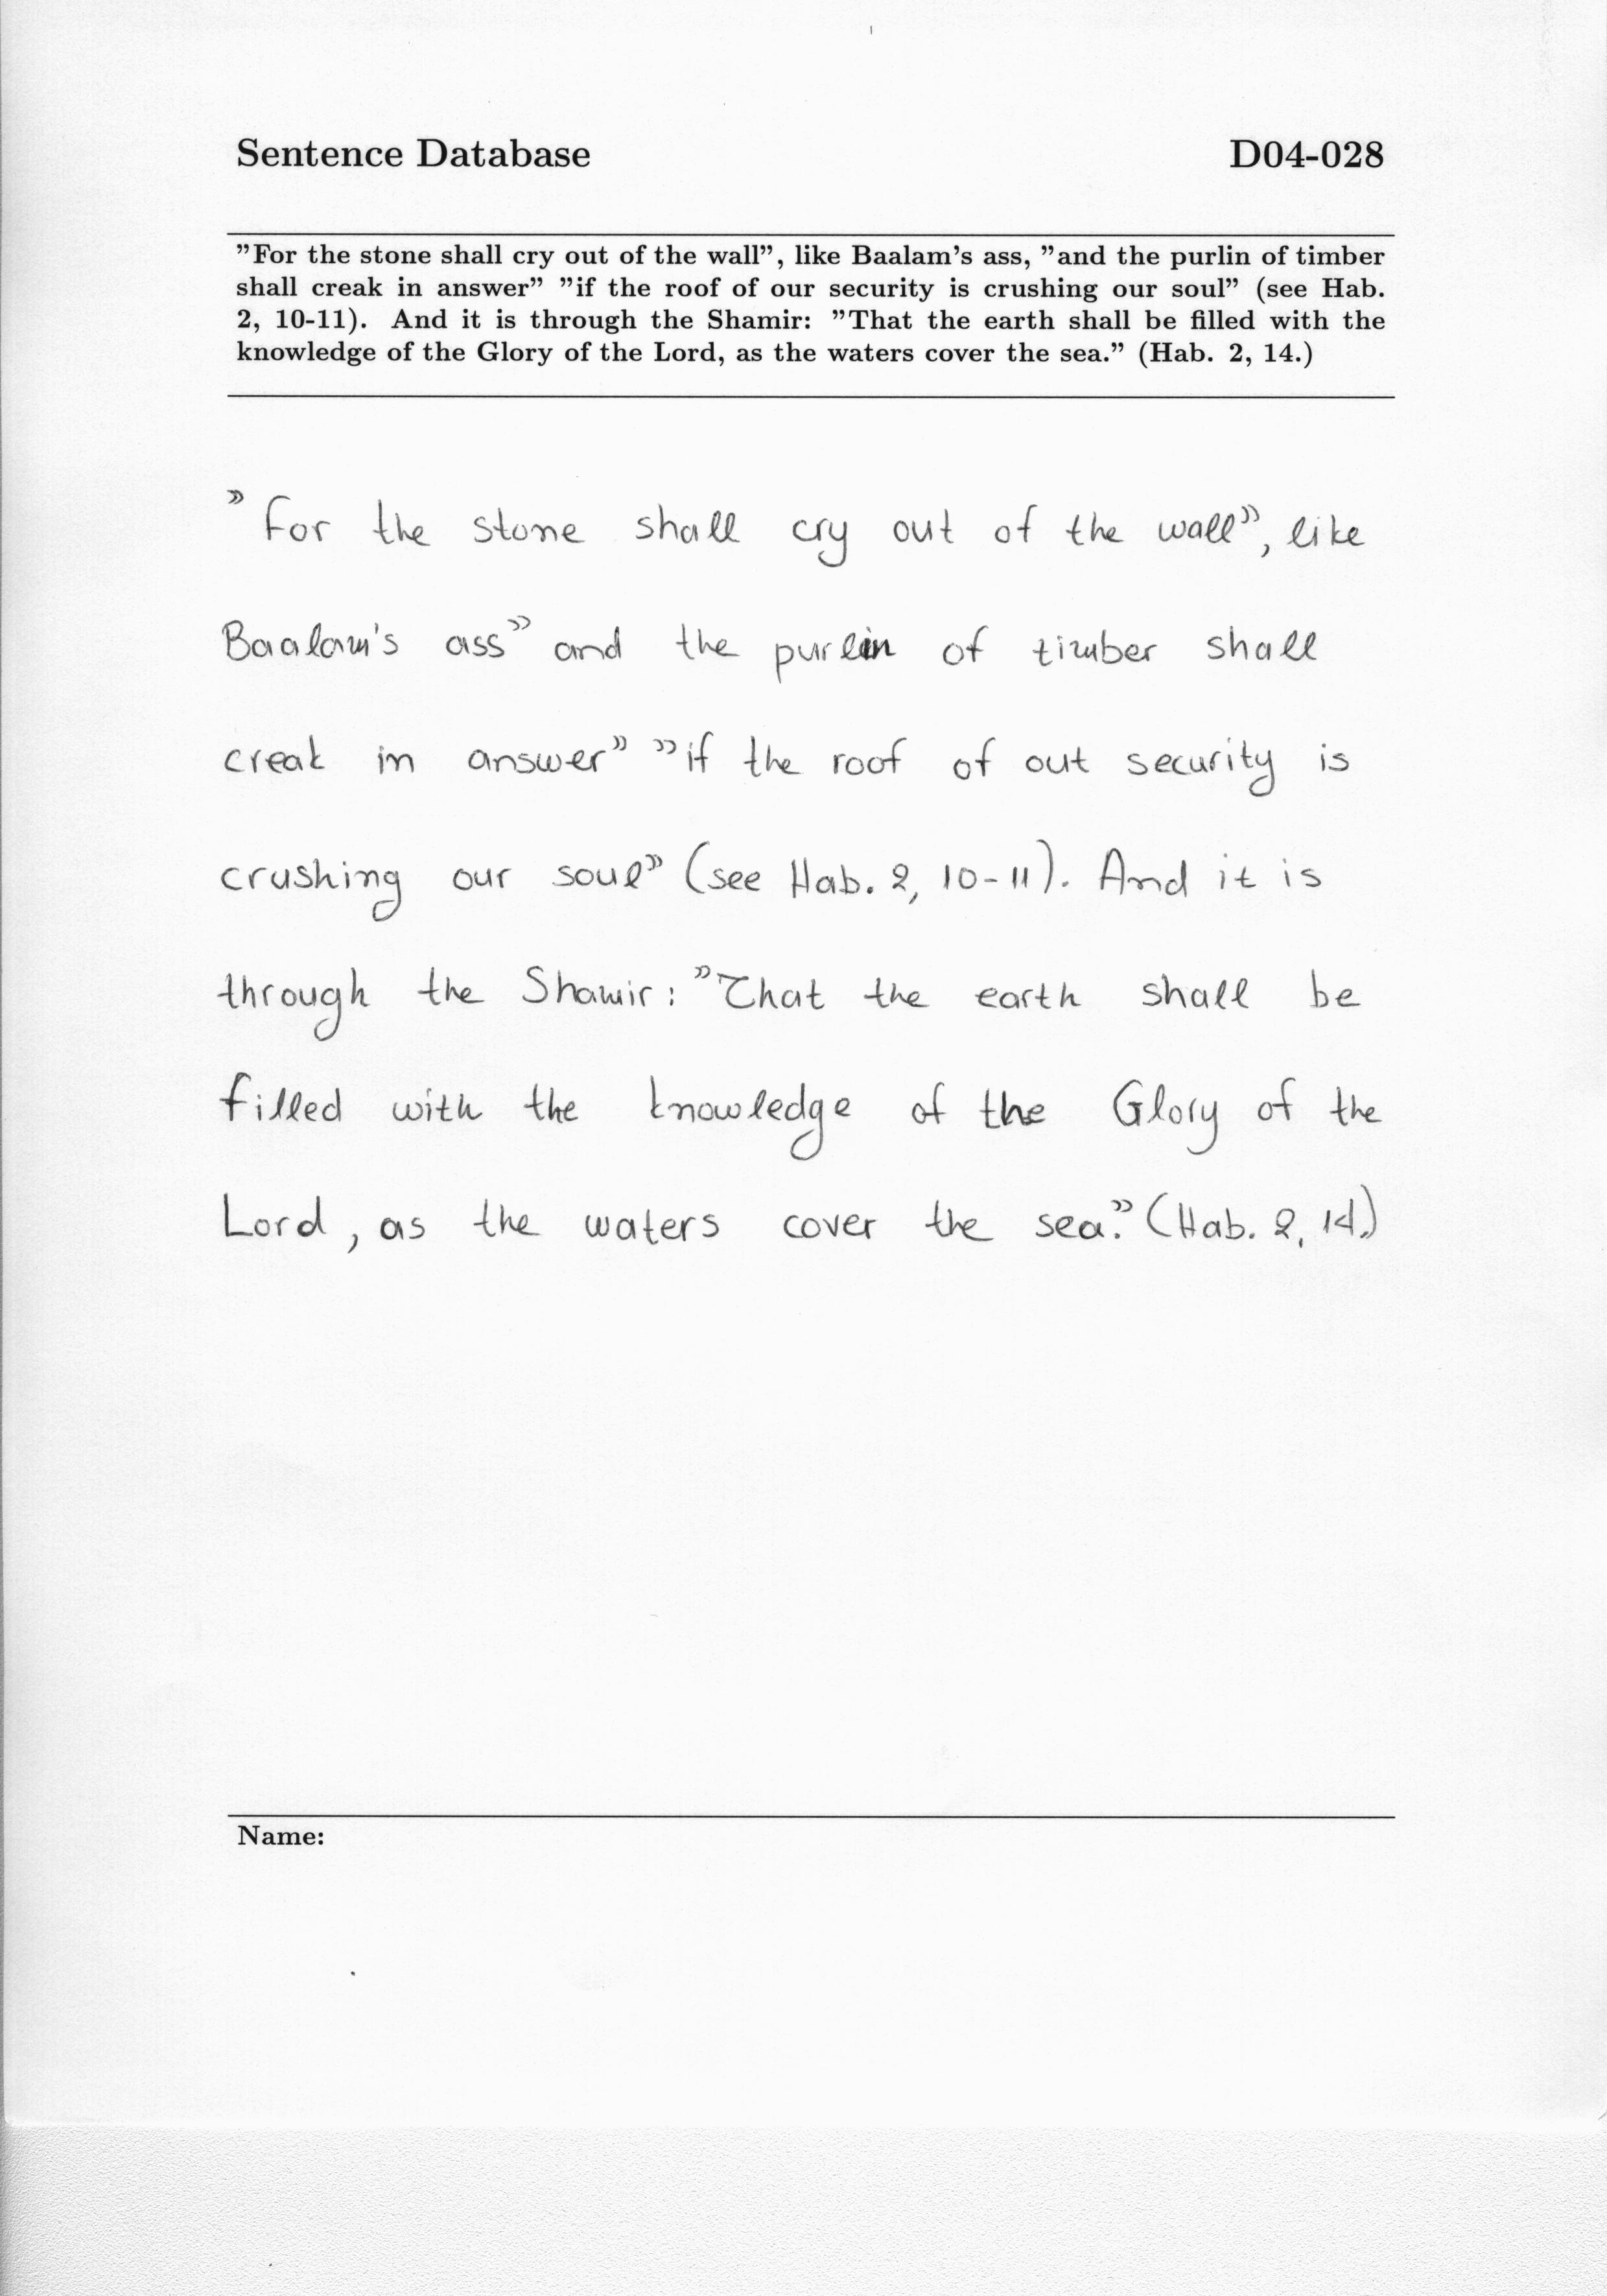 Sentence Database D04-028
”For the stone shall cry out of the wall”, like Baalam’s ass, ”and the purlin of timber
shall creak in answer” ”if the roof of our security is crushing our soul” (see Hab.
2, 10-11). And it is through the Shamir: ”That the earth shall be filled with the
knowledge of the Glory of the Lord, as the waters cover the sea.” (Hab. 2, 14.)
” For the stone shall cry out of the wall”, like
Baalam's ass ” and the purlin of timber shall
creak in answer” ”if the roof of out security is
crushing our soul” (see Hab. 2, 10-11). And it is
through the Shamir: ”That the earth shall be
filled with the knowledge of the Glory of the
Lord, as the waters cover the sea.” (Hab. 2, 14.)
Name: